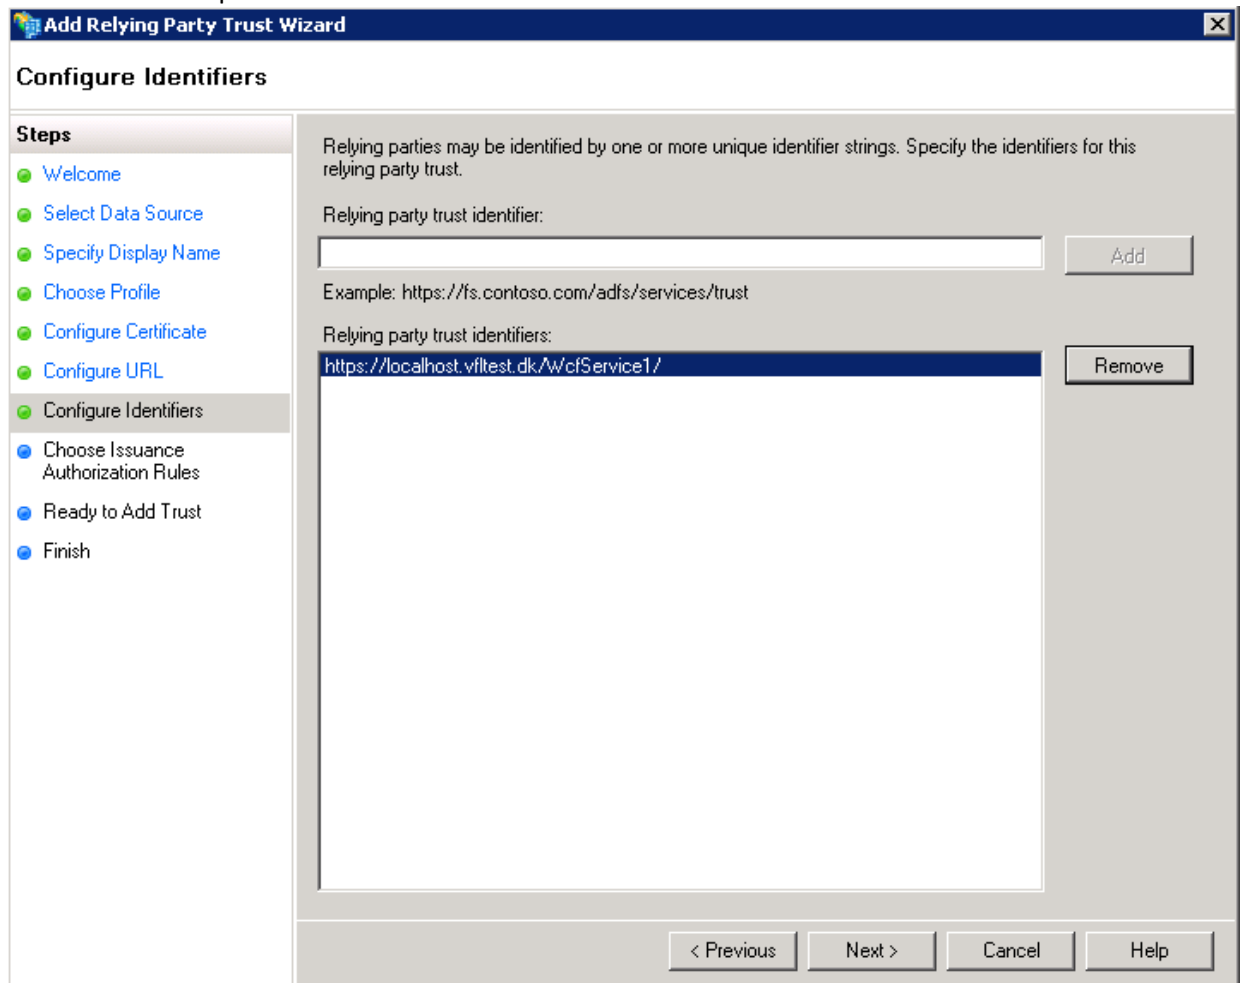 Add Relying Party Trust Wizard
Configure Identifiers
Steps
Welcome
Select Data Source
Specify Display Name
Choose Profile
Configure Certificate
Configure URL
Configure Identifiers
Choose Issuance
Authorization Rules
Ready to Add Trust
Finish
Relying parties may be identified by one or more unique identifier strings. Specify the identifiers for this
relying party trust.
Relying party trust identifier:
Add
Example: https://fs.contoso.com/adfs/services/trust
Relying party trust identifiers:
https://localhost.vfltest.dk/WcfService1/
Remove
< Previous
Next >
Cancel
Help